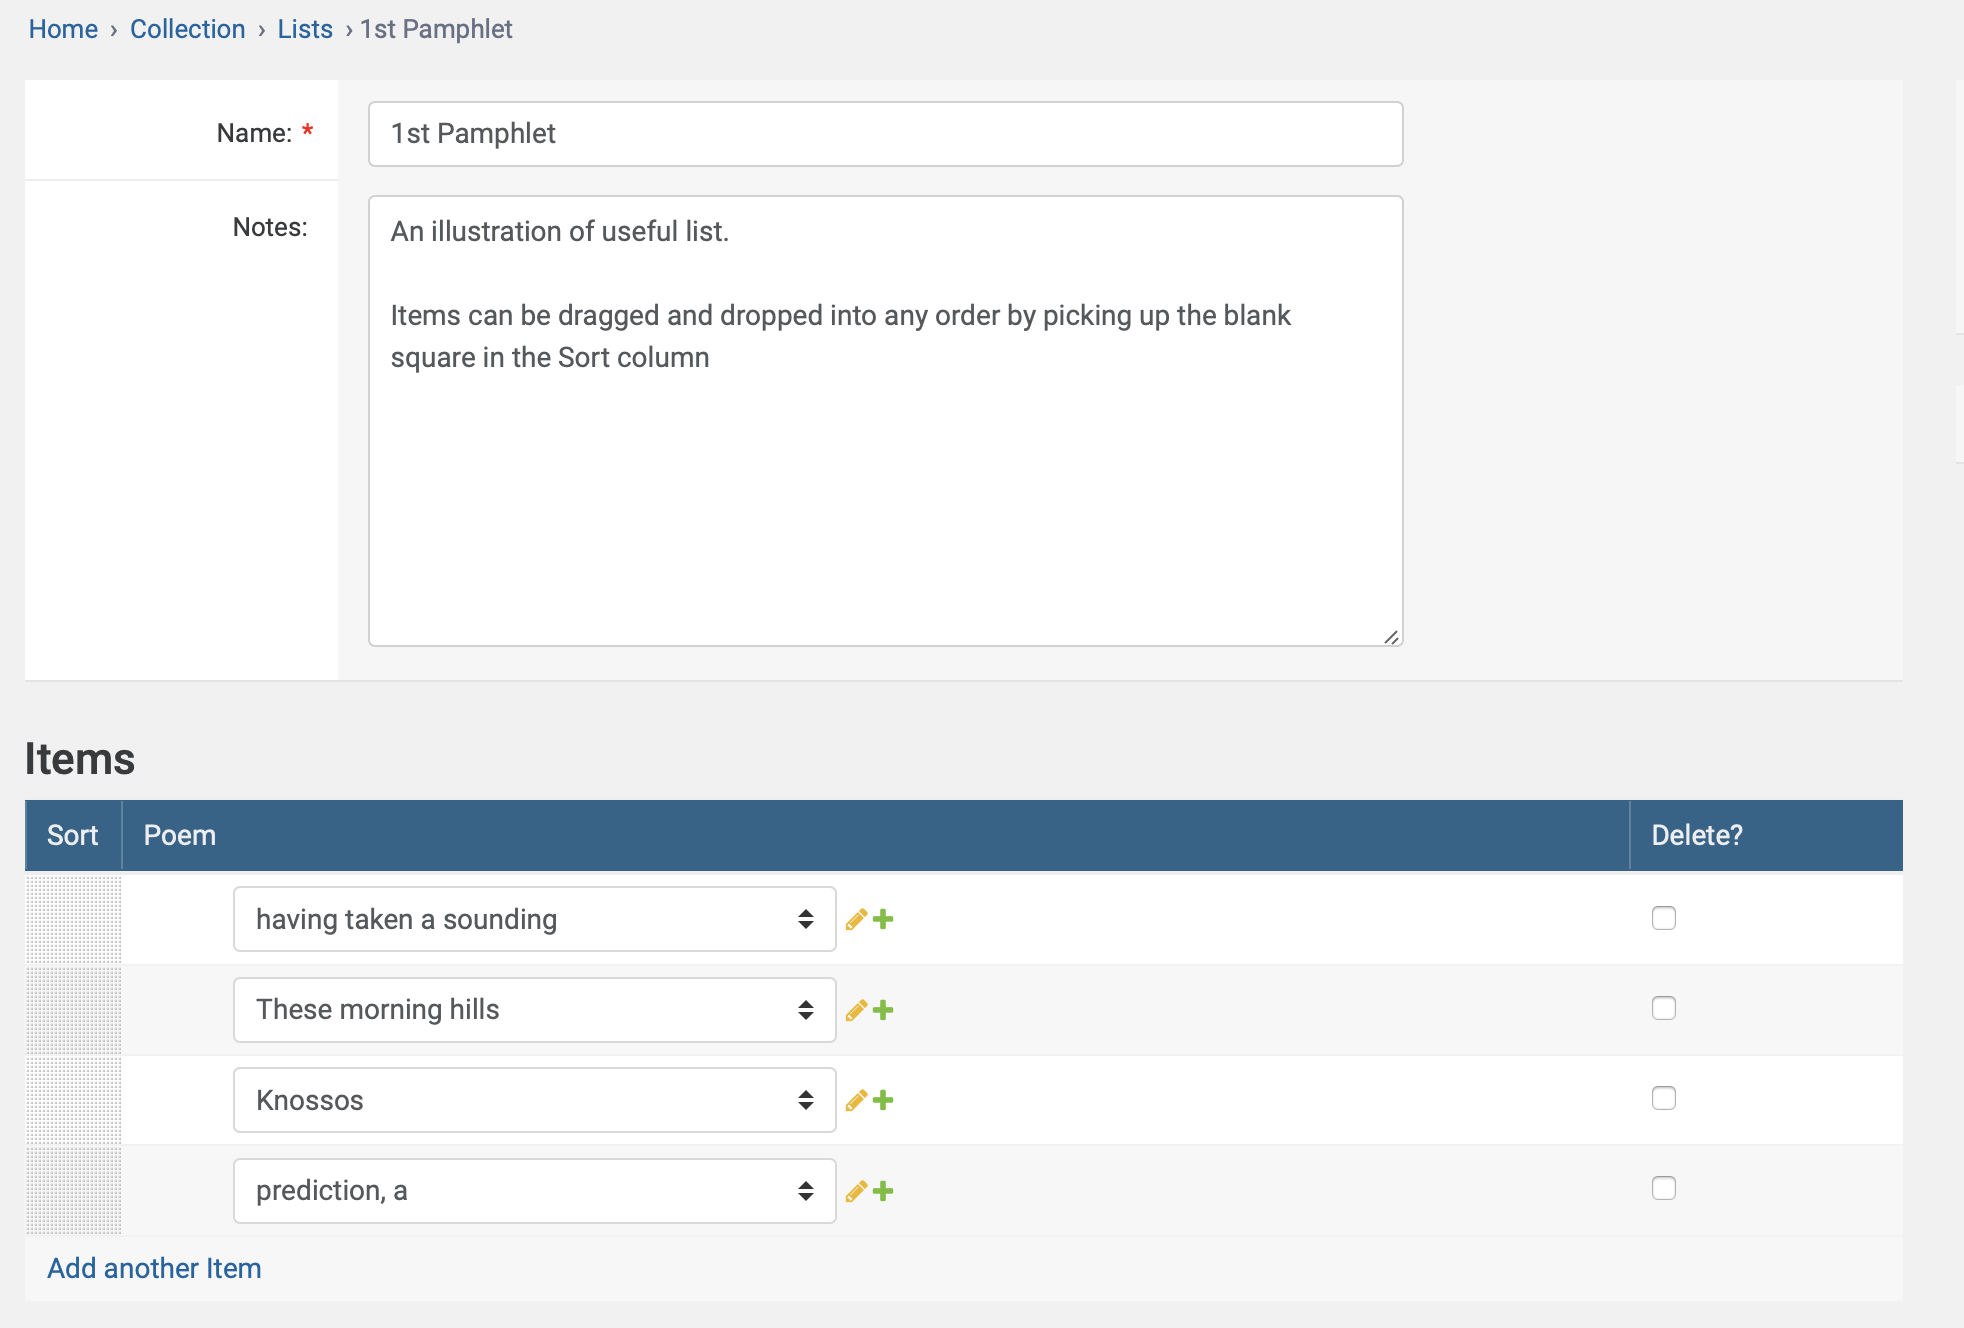 Home › Collection › Lists › 1st Pamphlet
Name: * 1st Pamphlet
Notes: An illustration of useful list.
Items can be dragged and dropped into any order by picking up the blank
square in the Sort column
Items
Sort Poem Delete?
having taken a sounding
These morning hills
Knossos
prediction, a
Add another Item